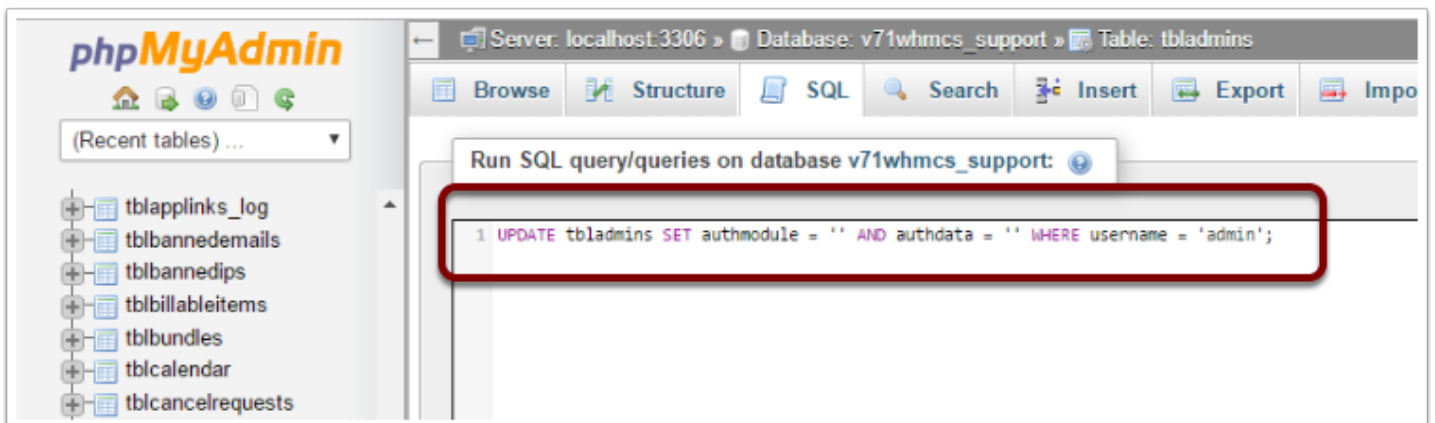 phpMyAdmin
(Recent tables) ...
tblapplinks_log
tblbannedemails
tblbannedips
tblbillableitems
tblbundles
tblcalendar
tblcancelrequests
Server: localhost:3306 » Database: v71whmcs_support » Table: tbladmins
Browse Structure SQL Search Insert Export Impo
Run SQL query/queries on database v71whmcs_support:
1 UPDATE tbladmins SET authmodule = '' AND authdata = '' WHERE username = 'admin';